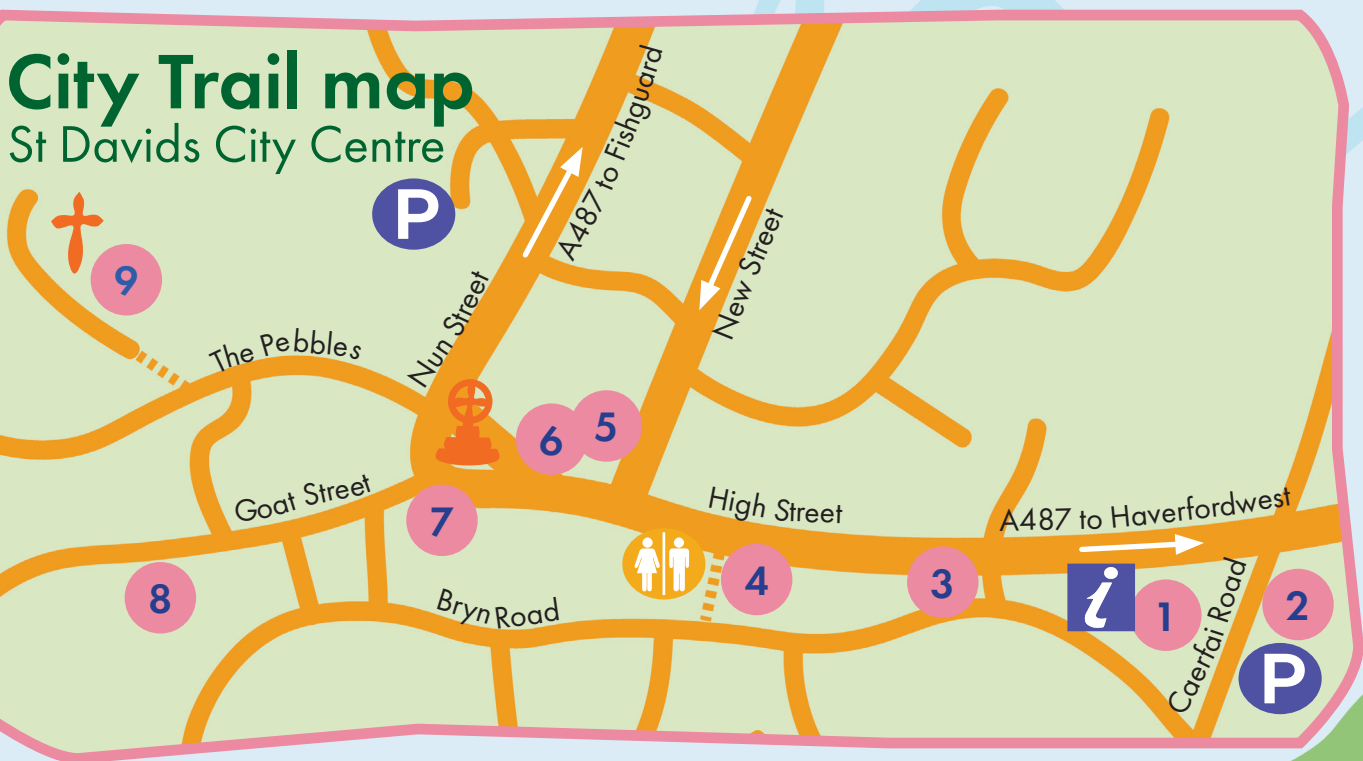 City Trail map
St Davids City Centre
P
A487 to Fishguard
New Street
9
Nun Street
The Pebbles
6
5
7
Goat Street
High Street
A487 to Haverfordwest
8
4
3
i
1
2
Bryn Road
Caerfai Road
P